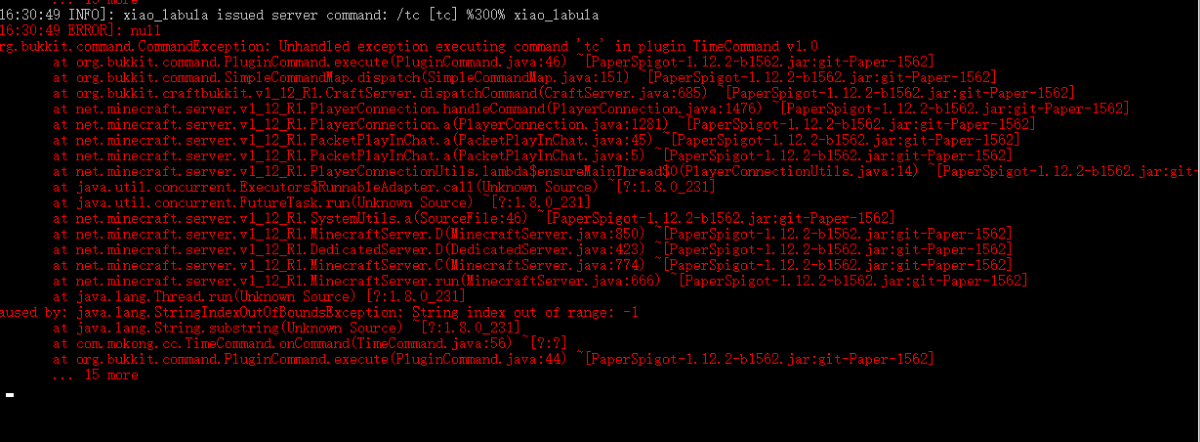 ... 15 more
16:30:49 INFO]: xiao_labula issued server command: /tc [tc] %300% xiao_labula
16:30:49 ERROR]: null
rg.bukkit.command.CommandException: Unhandled exception executing command 'tc' in plugin TimeCommand v1.0
at org.bukkit.command.PluginCommand.execute(PluginCommand.java:46) ~[PaperSpigot-1.12.2-b1562.jar:git-Paper-1562]
at org.bukkit.command.SimpleCommandMap.dispatch(SimpleCommandMap.java:151) ~[PaperSpigot-1.12.2-b1562.jar:git-Paper-1562]
at org.bukkit.craftbukkit.v1_12_R1.CraftServer.dispatchCommand(CraftServer.java:685) ~[PaperSpigot-1.12.2-b1562.jar:git-Paper-1562]
at net.minecraft.server.v1_12_R1.PlayerConnection.handleCommand(PlayerConnection.java:1476) ~[PaperSpigot-1.12.2-b1562.jar:git-Paper-1562]
at net.minecraft.server.v1_12_R1.PlayerConnection.a(PlayerConnection.java:1281) ~[PaperSpigot-1.12.2-b1562.jar:git-Paper-1562]
at net.minecraft.server.v1_12_R1.PacketPlayInChat.a(PacketPlayInChat.java:45) ~[PaperSpigot-1.12.2-b1562.jar:git-Paper-1562]
at net.minecraft.server.v1_12_R1.PacketPlayInChat.a(PacketPlayInChat.java:5) ~[PaperSpigot-1.12.2-b1562.jar:git-Paper-1562]
at net.minecraft.server.v1_12_R1.PlayerConnectionUtils.lambda$ensureMainThread$0(PlayerConnectionUtils.java:14) ~[PaperSpigot-1.12.2-b1562.jar:git-
at java.util.concurrent.Executors$RunnableAdapter.call(Unknown Source) ~[?:1.8.0_231]
at java.util.concurrent.FutureTask.run(Unknown Source) ~[?:1.8.0_231]
at net.minecraft.server.v1_12_R1.SystemUtils.a(SourceFile:46) ~[PaperSpigot-1.12.2-b1562.jar:git-Paper-1562]
at net.minecraft.server.v1_12_R1.MinecraftServer.D(MinecraftServer.java:850) ~[PaperSpigot-1.12.2-b1562.jar:git-Paper-1562]
at net.minecraft.server.v1_12_R1.DedicatedServer.D(DedicatedServer.java:423) ~[PaperSpigot-1.12.2-b1562.jar:git-Paper-1562]
at net.minecraft.server.v1_12_R1.MinecraftServer.C(MinecraftServer.java:774) ~[PaperSpigot-1.12.2-b1562.jar:git-Paper-1562]
at net.minecraft.server.v1_12_R1.MinecraftServer.run(MinecraftServer.java:666) ~[PaperSpigot-1.12.2-b1562.jar:git-Paper-1562]
at java.lang.Thread.run(Unknown Source) [?:1.8.0_231]
aused by: java.lang.StringIndexOutOfBoundsException: String index out of range: -1
at java.lang.String.substring(Unknown Source) ~[?:1.8.0_231]
at com.mokong.cc.TimeCommand.onCommand(TimeCommand.java:56) ~[?:?]
at org.bukkit.command.PluginCommand.execute(PluginCommand.java:44) ~[PaperSpigot-1.12.2-b1562.jar:git-Paper-1562]
... 15 more